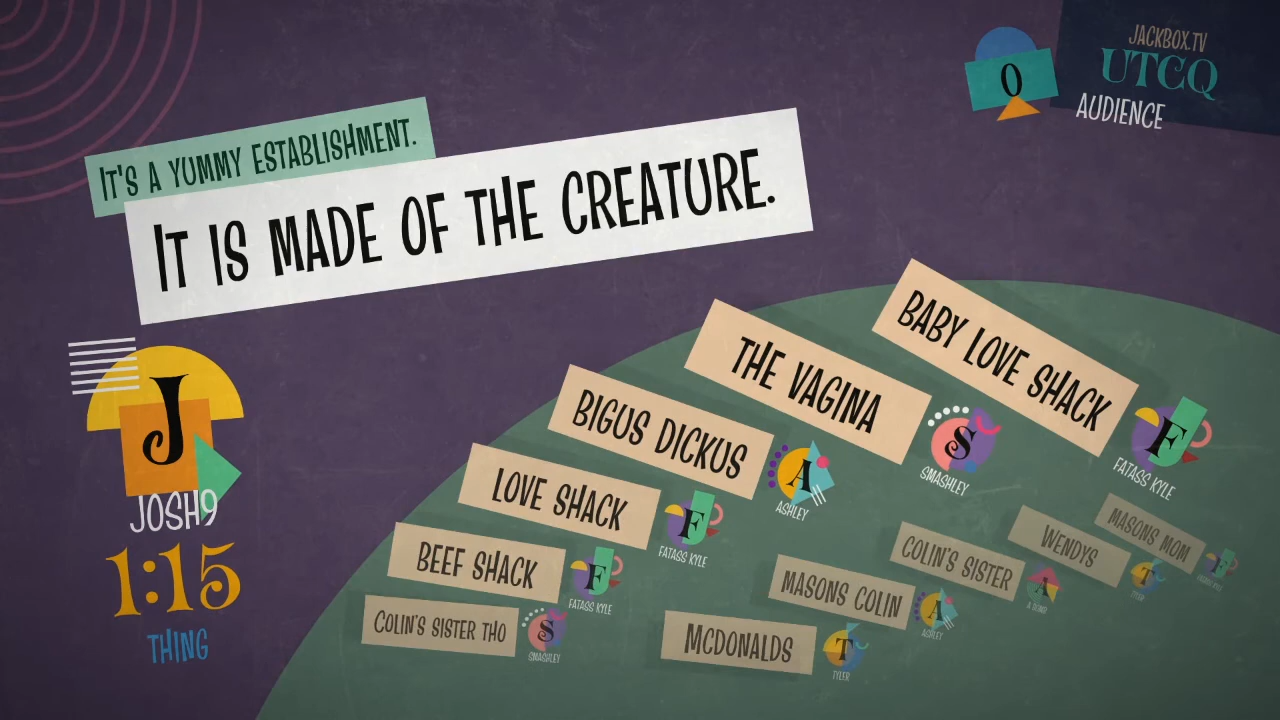 JACKBOX.TV
UTCQ
0
AUDIENCE
IT'S A YUMMY ESTABLISHMENT.
IT IS MADE OF THE CREATURE.
J
JOSH9
1:15
THING
BABY LOVE SHACK
F
FATASS KYLE
THE VAGINA
S
SMASHLEY
BIGUS DICKUS
A
ASHLEY
LOVE SHACK
F
FATASS KYLE
BEEF SHACK
F
FATASS KYLE
COLIN'S SISTER THO
S
SMASHLEY
MASONS MOM
F
WENDYS
T
TYLER
COLIN'S SISTER
A
MASONS COLIN
A
ASHLEY
MCDONALDS
T
TYLER